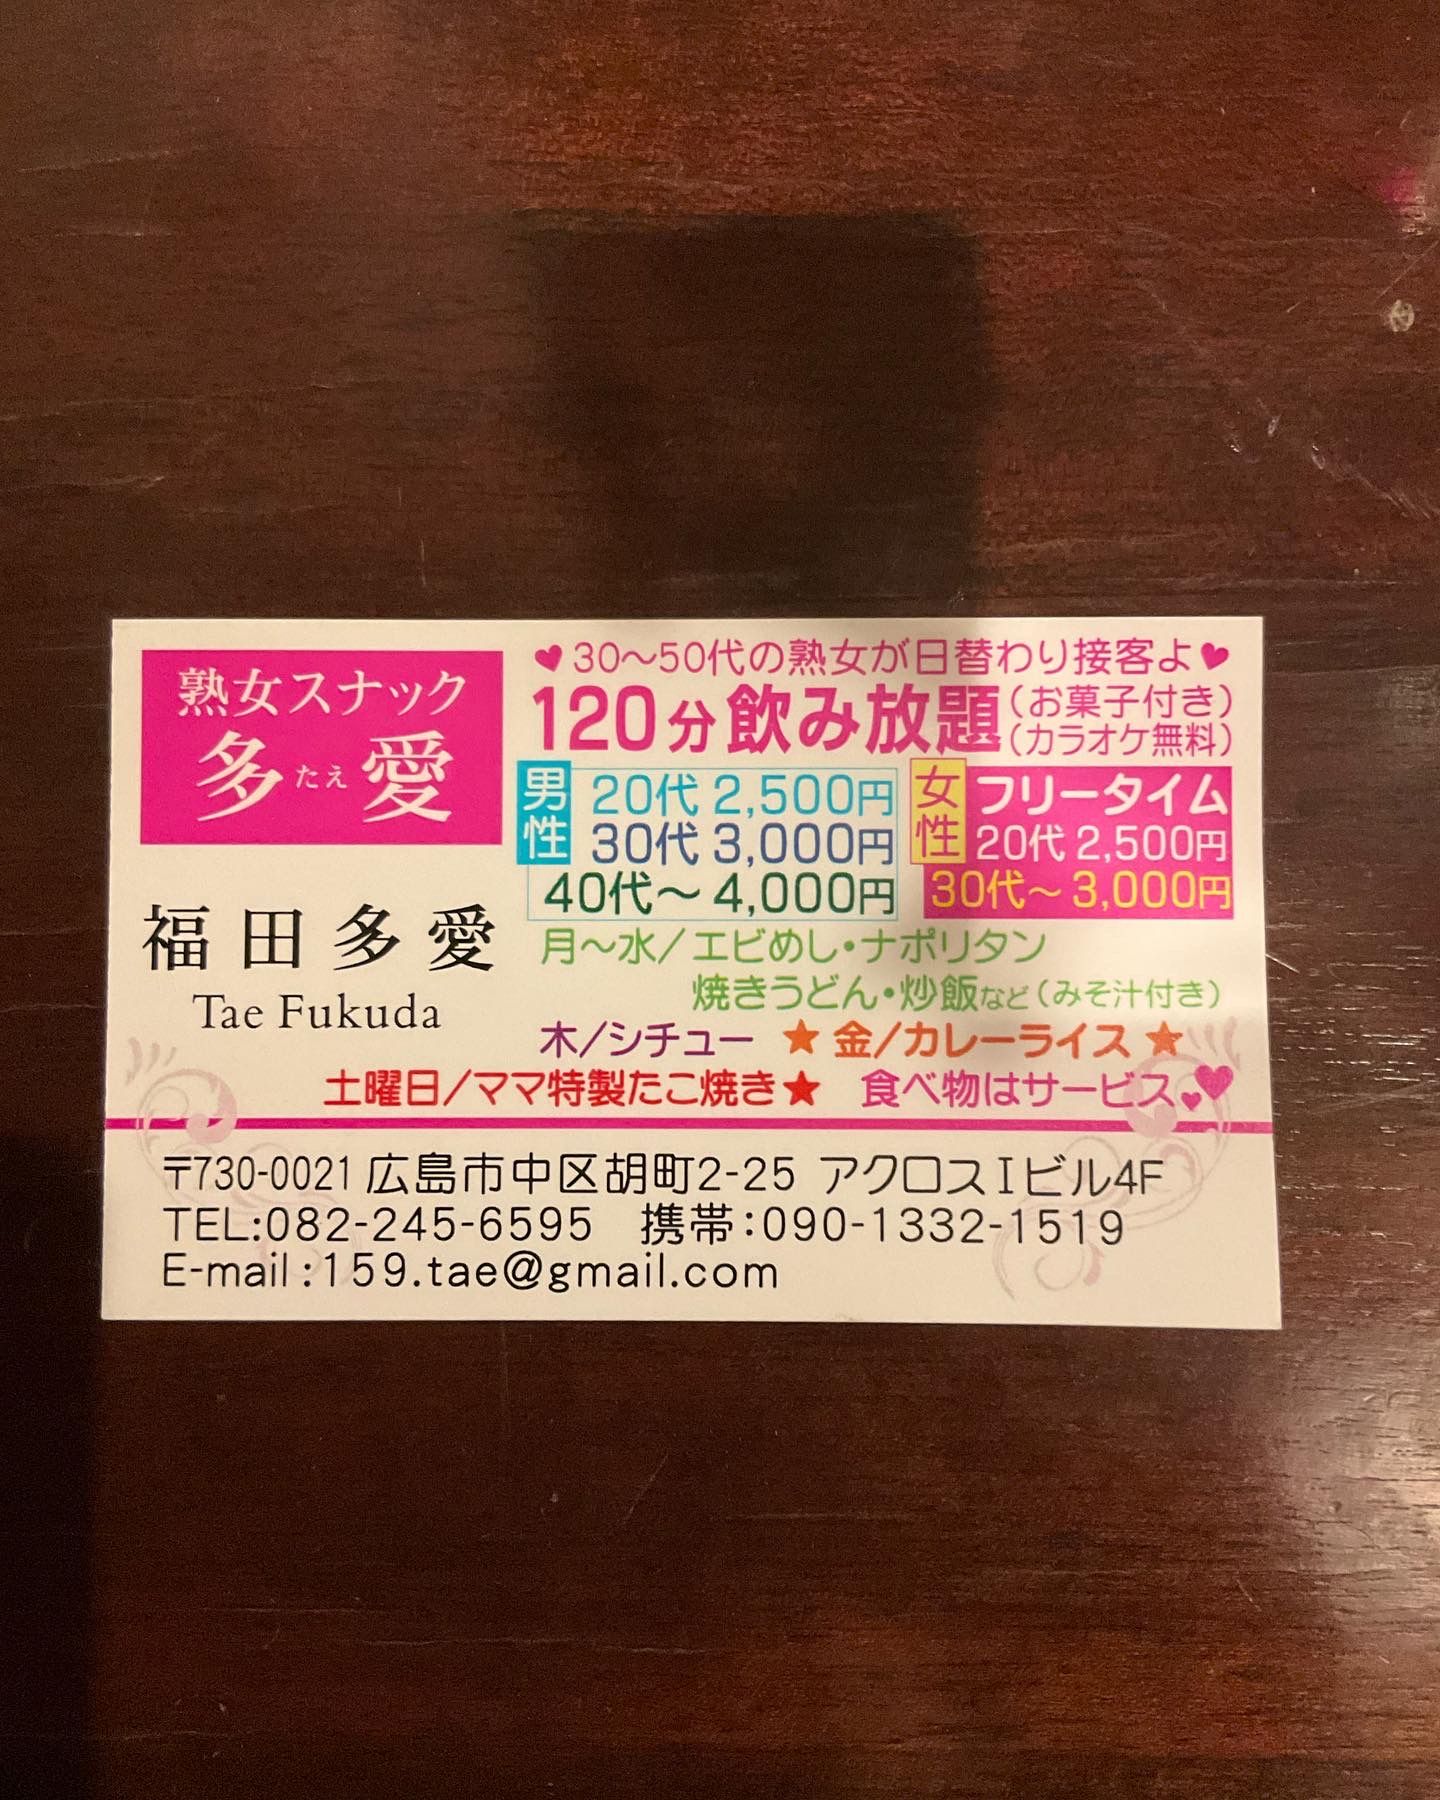 熟女スナック
多たえ愛
福田多愛
Tae Fukuda
♥30〜50代の熟女が日替わり接客よ♥
120分飲み放題(お菓子付き)
(カラオケ無料)
男性
20代 2,500円
30代 3,000円
40代〜 4,000円
女性
フリータイム
20代 2,500円
30代〜 3,000円
月〜水/エビめし・ナポリタン
焼きうどん・炒飯など(みそ汁付き)
木/シチュー ★金/カレーライス★
土曜日/ママ特製たこ焼き★ 食べ物はサービス♥♥
〒730-0021 広島市中区胡町2-25 アクロスIビル4F
TEL:082-245-6595 携帯:090-1332-1519
E-mail:159.tae@gmail.com